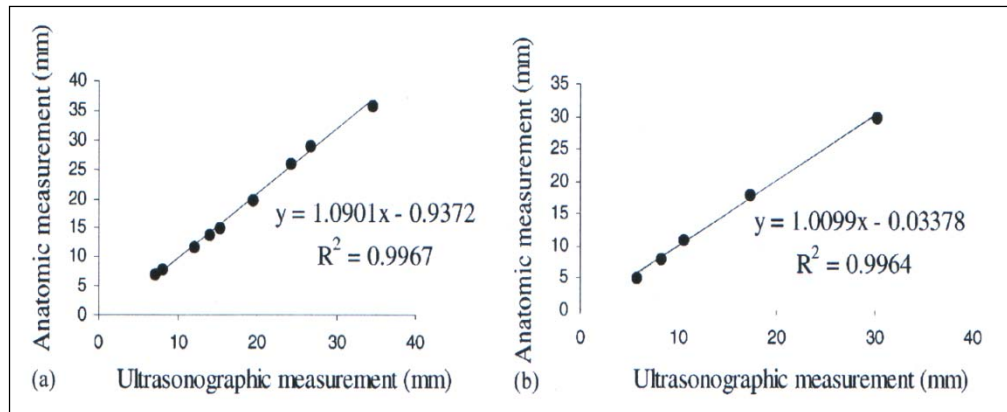 Anatomic measurement (mm)
40
35
30
25
20
15
10
5
0
y = 1.0901x - 0.9372
R² = 0.9967
0 10 20 30 40
(a) Ultrasonographic measurement (mm)
Anatomic measurement (mm)
35
30
25
20
15
10
5
0
y = 1.0099x - 0.03378
R² = 0.9964
0 10 20 30 40
(b) Ultrasonographic measurement (mm)